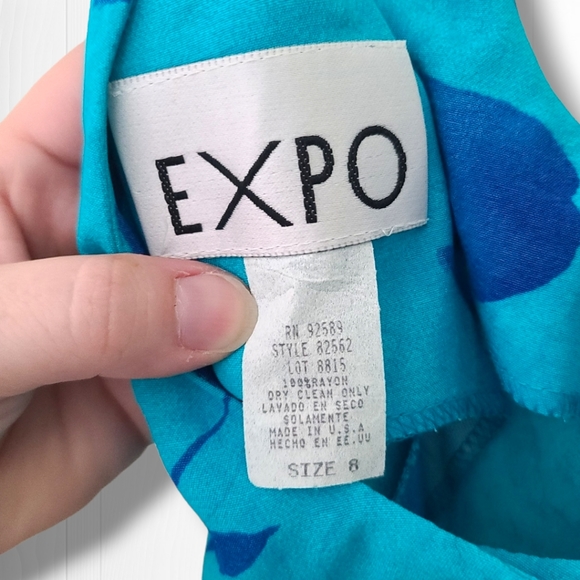 EXPO
RN 92589
STYLE 82562
LOT 8815
100%RAYON
DRY CLEAN ONLY
LAVADO EN SECO
SOLAMENTE
MADE IN U.S.A
HECHO EN EE.UU
SIZE 8